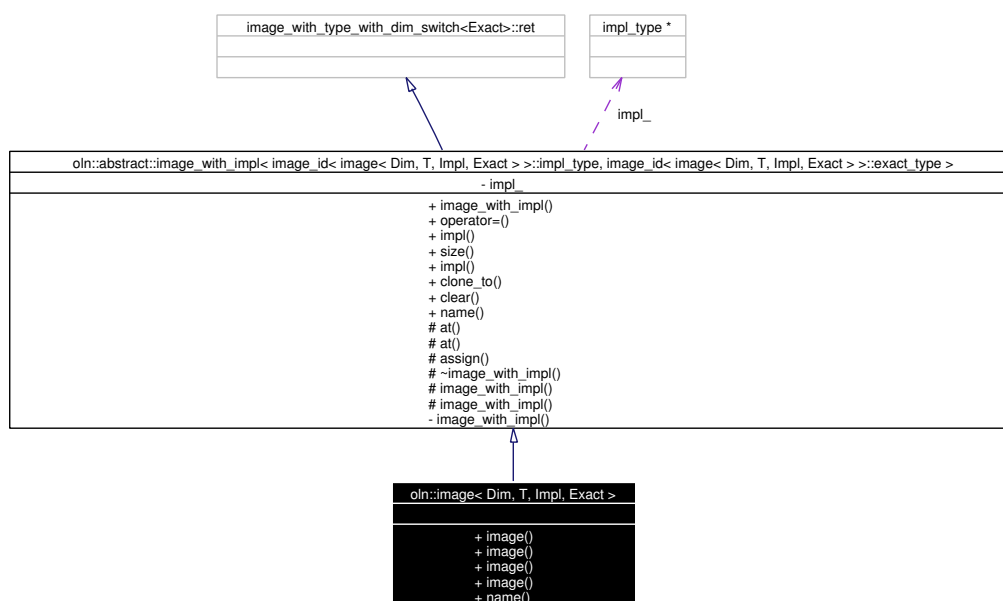 image_with_type_with_dim_switch<Exact>::ret
impl_type *
impl_
oln::abstract::image_with_impl< image_id< image< Dim, T, Impl, Exact > >::impl_type, image_id< image< Dim, T, Impl, Exact > >::exact_type >
- impl_
+ image_with_impl()
+ operator=()
+ impl()
+ size()
+ impl()
+ clone_to()
+ clear()
+ name()
# at()
# at()
# assign()
# ~image_with_impl()
# image_with_impl()
# image_with_impl()
- image_with_impl()
oln::image< Dim, T, Impl, Exact >
+ image()
+ image()
+ image()
+ image()
+ name()